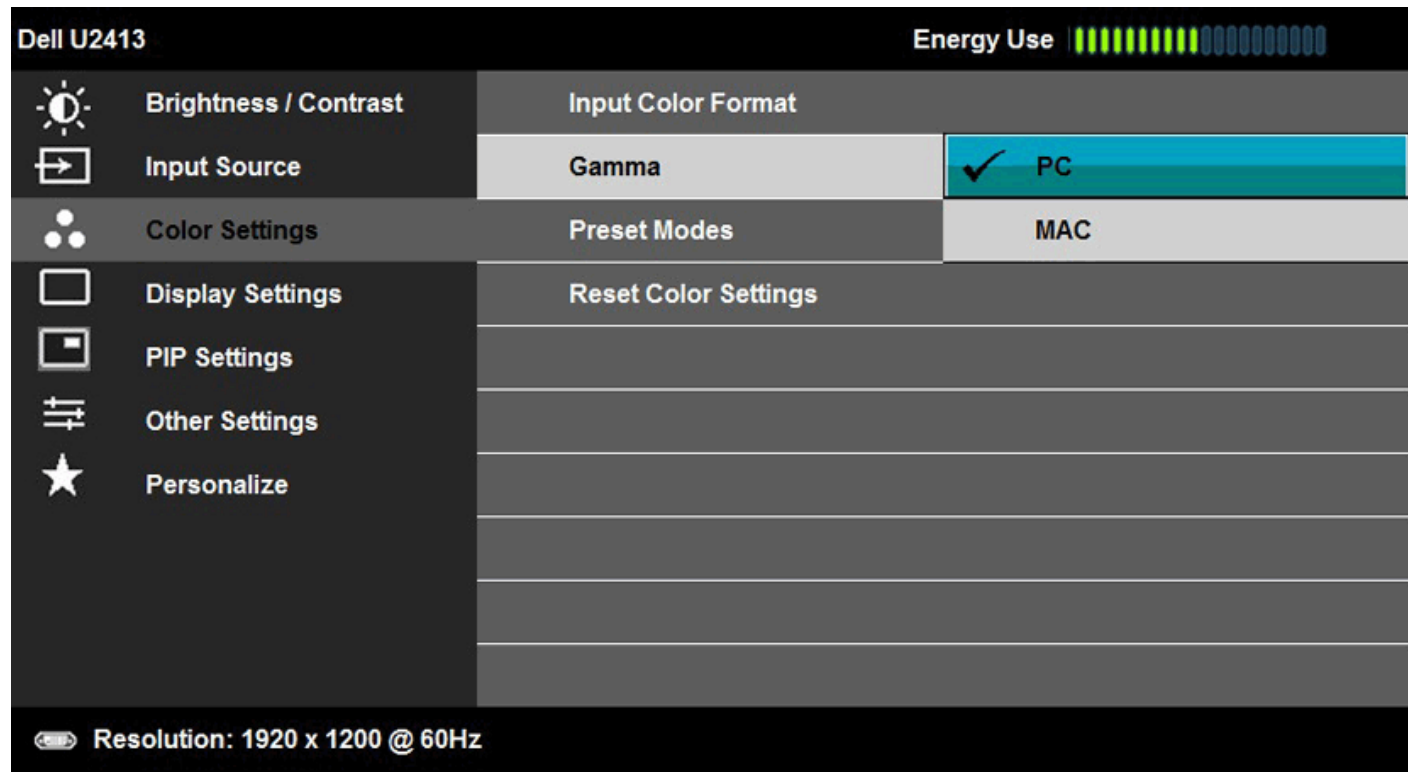 Dell U2413
Energy Use
Brightness / Contrast
Input Source
Color Settings
Display Settings
PIP Settings
Other Settings
Personalize
Input Color Format
Gamma
Preset Modes
Reset Color Settings
PC
MAC
Resolution: 1920 x 1200 @ 60Hz